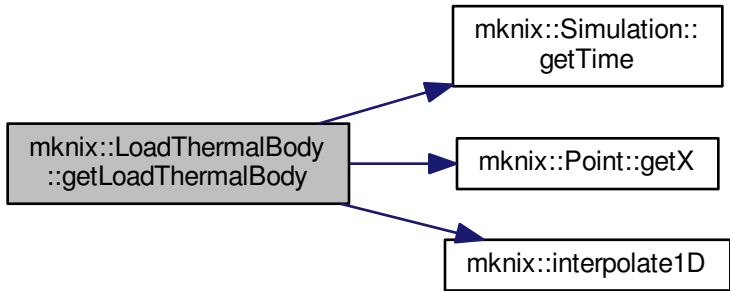 mknix::LoadThermalBody
::getLoadThermalBody
mknix::Simulation::
getTime
mknix::Point::getX
mknix::interpolate1D